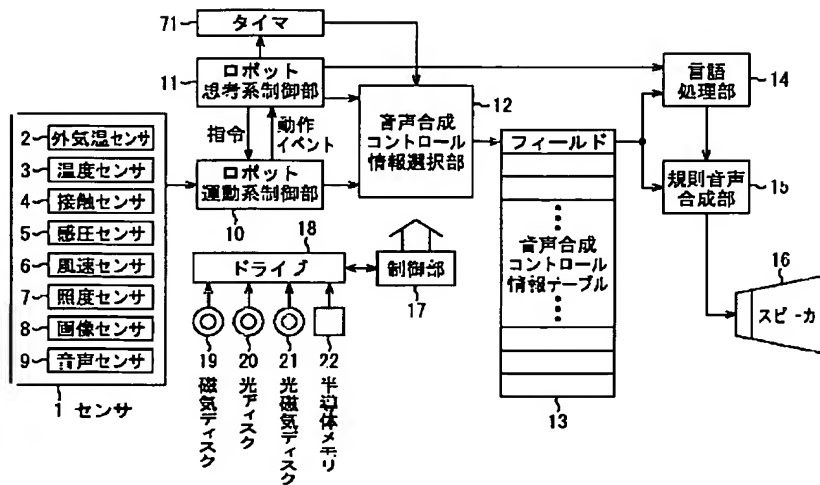 71
タイマ
11
ロボット
思考系制御部
指令
動作
イベント
ロボット
運動系制御部
10
12
音声合成
コントロール
情報選択部
言語
処理部
14
規則音声
合成部
15
16
スピーカ
フィールド
音声合成
コントロール
情報テーブル
13
2
外気温センサ
3
温度センサ
4
接触センサ
5
感圧センサ
6
風速センサ
7
照度センサ
8
画像センサ
9
音声センサ
1 センサ
18
ドライブ
制御部
17
19
磁気ディスク
20
光ディスク
21
光磁気ディスク
22
半導体メモリ